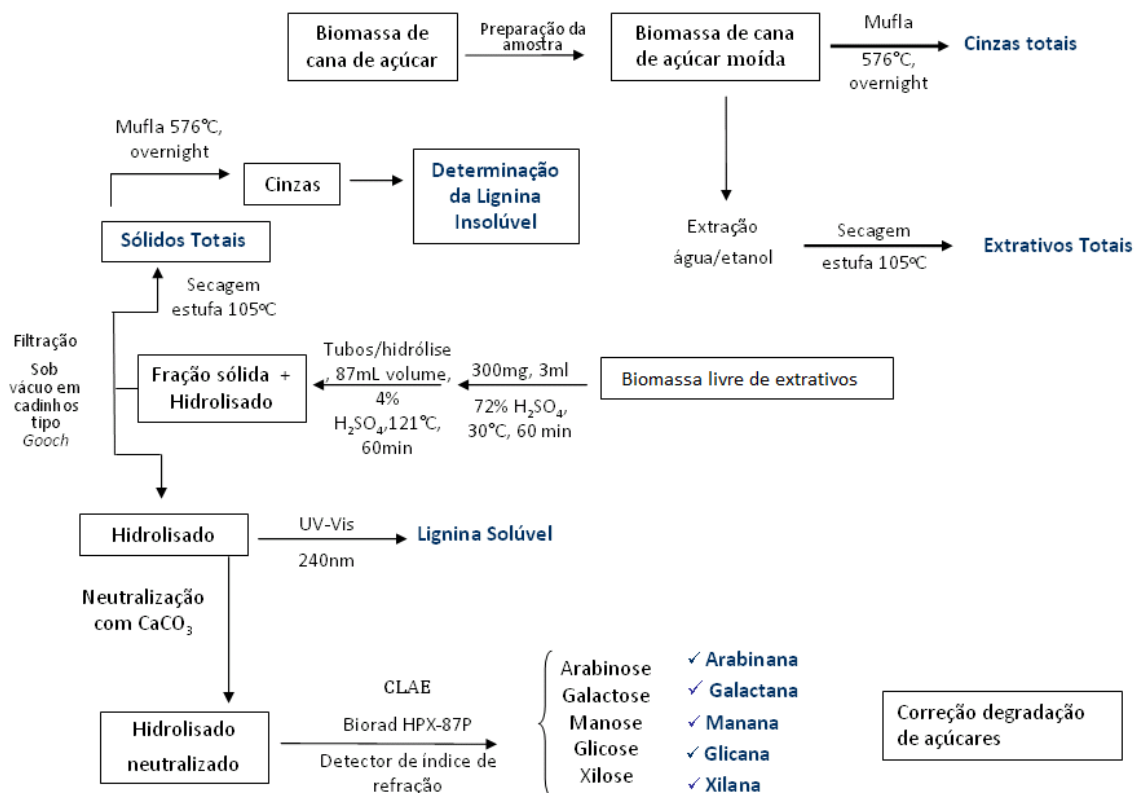 Biomassa de
cana de açúcar
Preparação da
amostra
Biomassa de cana
de açúcar moída
Mufla
576°C,
overnight
Cinzas totais
Mufla 576°C,
overnight
Cinzas
Determinação
da Lignina
Insolúvel
Sólidos Totais
Extração
água/etanol
Secagem
estufa 105ºC
Extrativos Totais
Secagem
estufa 105ºC
Filtração
Sob
vácuo em
cadinhos
tipo
Gooch
Fração sólida +
Hidrolisado
Tubos/hidrólise
, 87mL volume,
4%
H₂SO₄,121°C,
60min
300mg, 3ml
72% H₂SO₄,
30°C, 60 min
Biomassa livre de extrativos
Hidrolisado
UV-Vis
240nm
Lignina Solúvel
Neutralização
com CaCO₃
Hidrolisado
neutralizado
CLAE
Biorad HPX-87P
Detector de índice de
refração
Arabinose
Galactose
Manose
Glicose
Xilose
✓ Arabinana
✓ Galactana
✓ Manana
✓ Glicana
✓ Xilana
Correção degradação
de açúcares